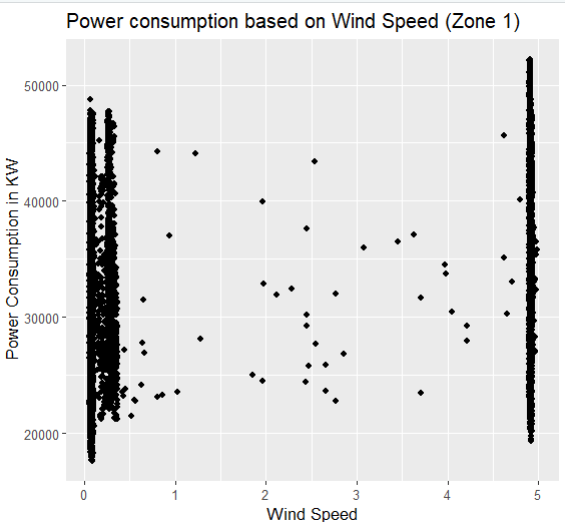 Power consumption based on Wind Speed (Zone 1)
50000
40000
30000
20000
Power Consumption in KW
0 1 2 3 4 5
Wind Speed